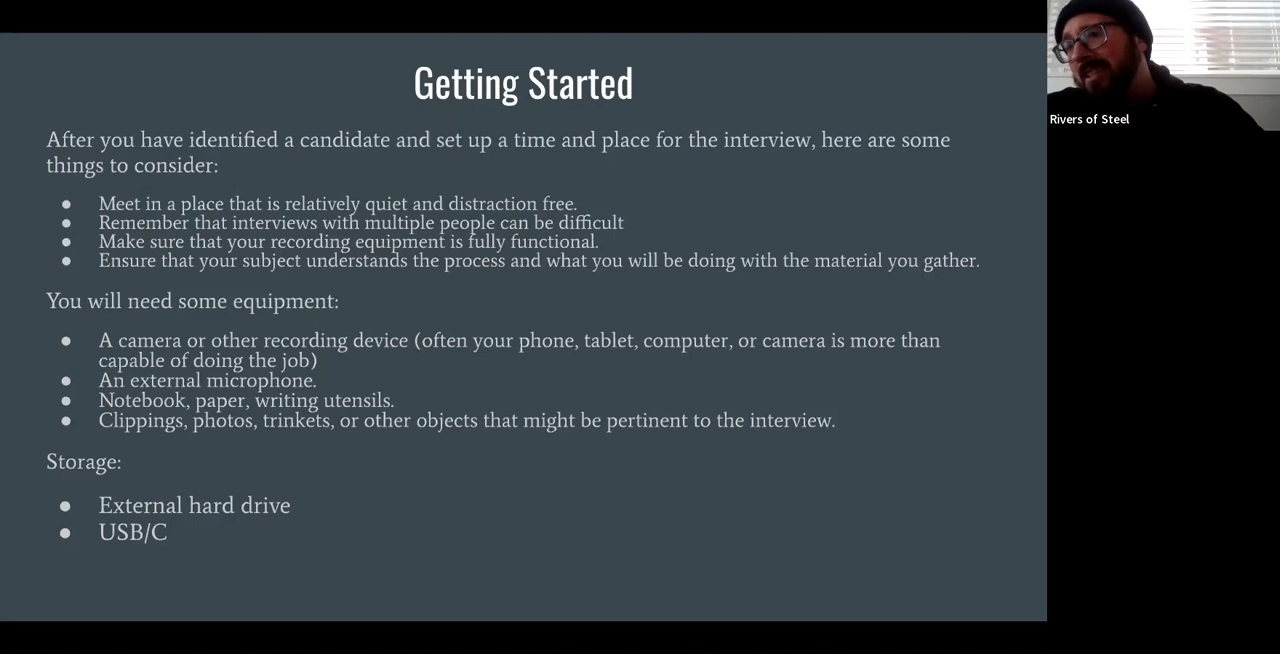 Getting Started
After you have identified a candidate and set up a time and place for the interview, here are some
things to consider:
● Meet in a place that is relatively quiet and distraction free.
● Remember that interviews with multiple people can be difficult
● Make sure that your recording equipment is fully functional.
● Ensure that your subject understands the process and what you will be doing with the material you gather.
You will need some equipment:
● A camera or other recording device (often your phone, tablet, computer, or camera is more than
capable of doing the job)
● An external microphone.
● Notebook, paper, writing utensils.
● Clippings, photos, trinkets, or other objects that might be pertinent to the interview.
Storage:
● External hard drive
● USB/C
Rivers of Steel